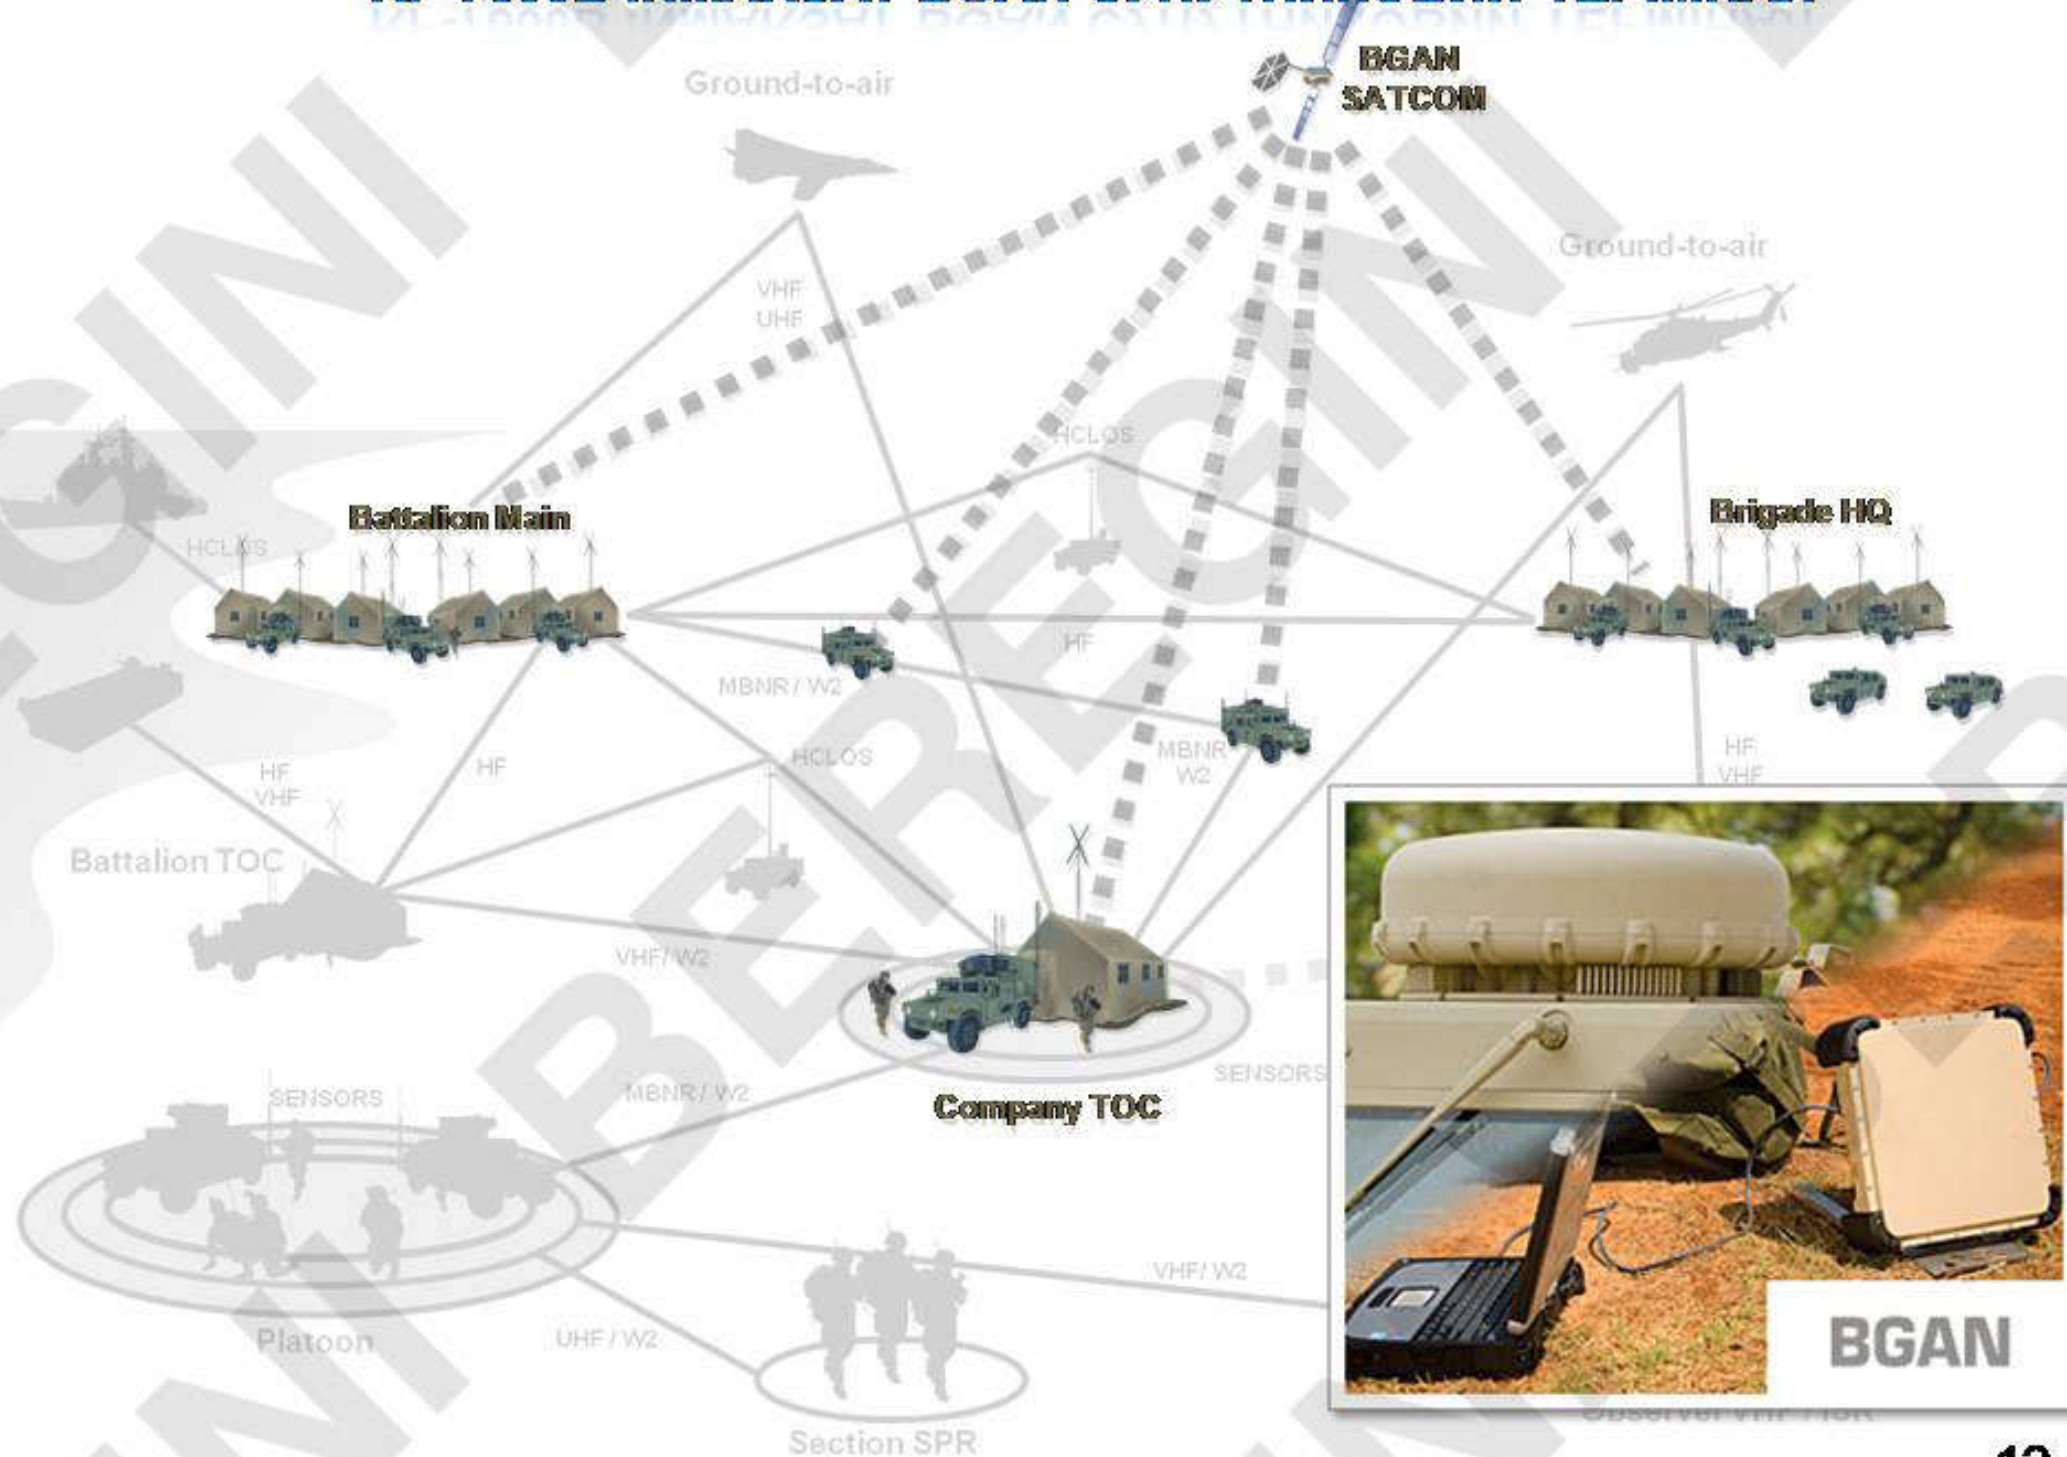 Ground-to-air
BGAN
SATCOM
Ground-to-air
VHF
UHF
HCLOS
Battalion Main
Brigade HQ
HCLOS
HF
MBNR / W2
HCLOS
MBNR
W2
HF
VHF
HF
VHF
HF
Battalion TOC
VHF/ W2
SENSORS
SENSORS
MBNR / W2
Company TOC
VHF/ W2
Platoon
UHF / W2
BGAN
Section SPR
BEREGINI